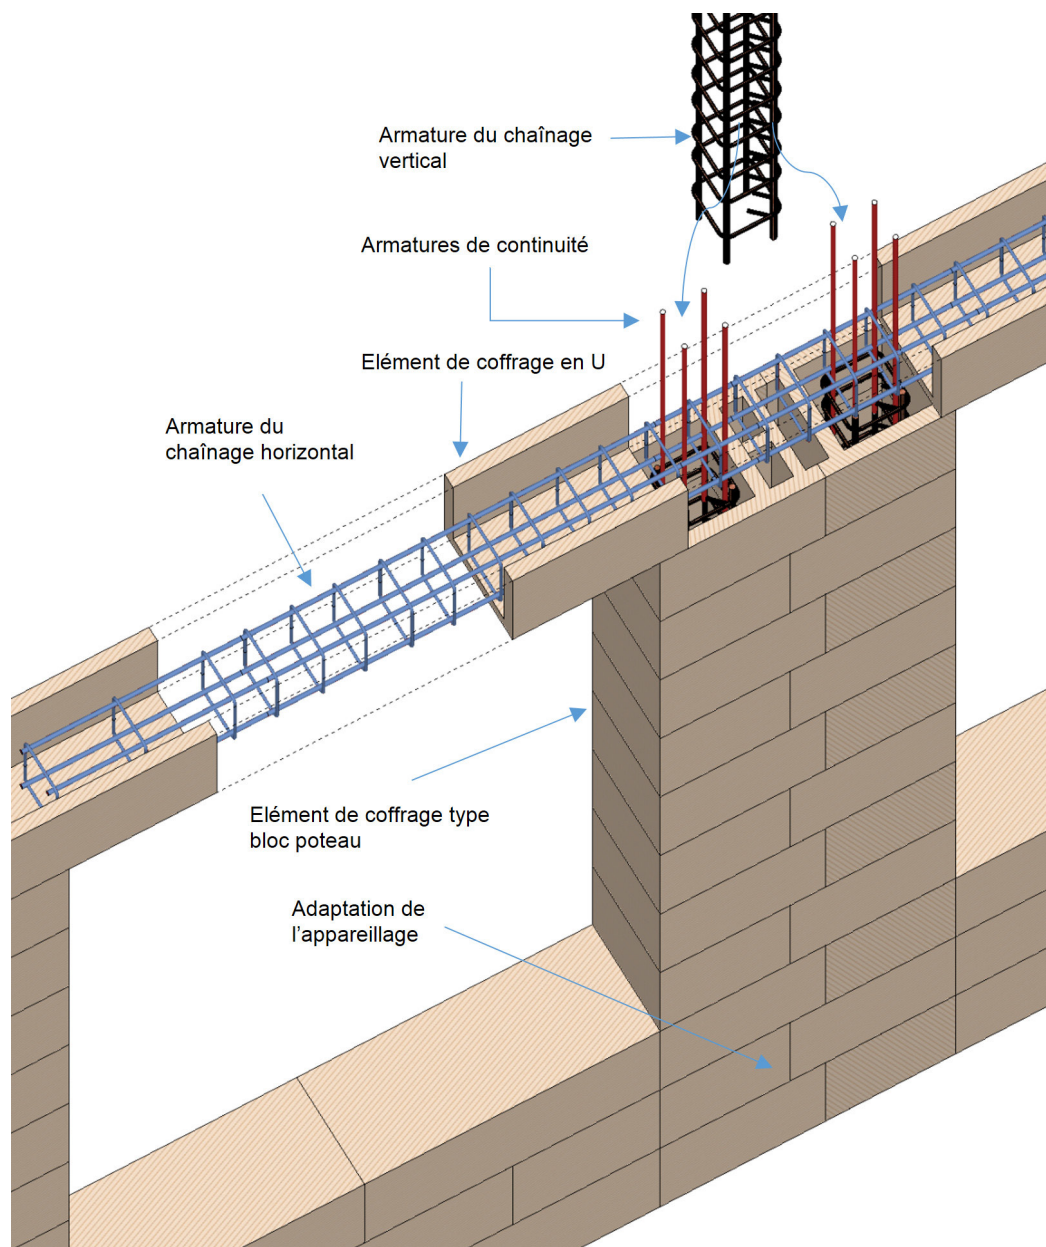 Armature du chaînage
vertical
Armatures de continuité
Elément de coffrage en U
Armature du
chaînage horizontal
Elément de coffrage type
bloc poteau
Adaptation de
l’appareillage